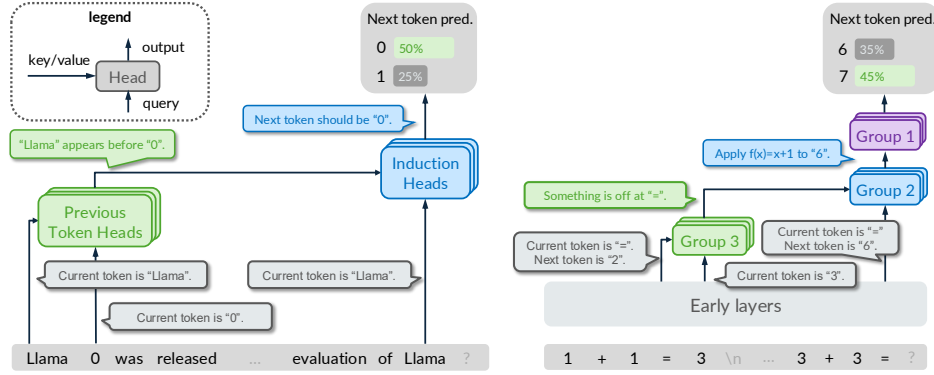 legend
output
key/value
Head
query
Next token pred.
0 50%
1 25%
Next token should be “0”.
“Llama” appears before “0”.
Induction
Heads
Previous
Token Heads
Current token is “Llama”.
Current token is “Llama”.
Current token is “0”.
Llama 0 was released ... evaluation of Llama ?
Next token pred.
6 35%
7 45%
Group 1
Apply f(x)=x+1 to “6”.
Group 2
Something is off at “=”.
Group 3
Current token is “=”.
Next token is “2”.
Current token is “=”
Next token is “6”.
Current token is “3”.
Early layers
1 + 1 = 3 \n ... 3 + 3 = ?